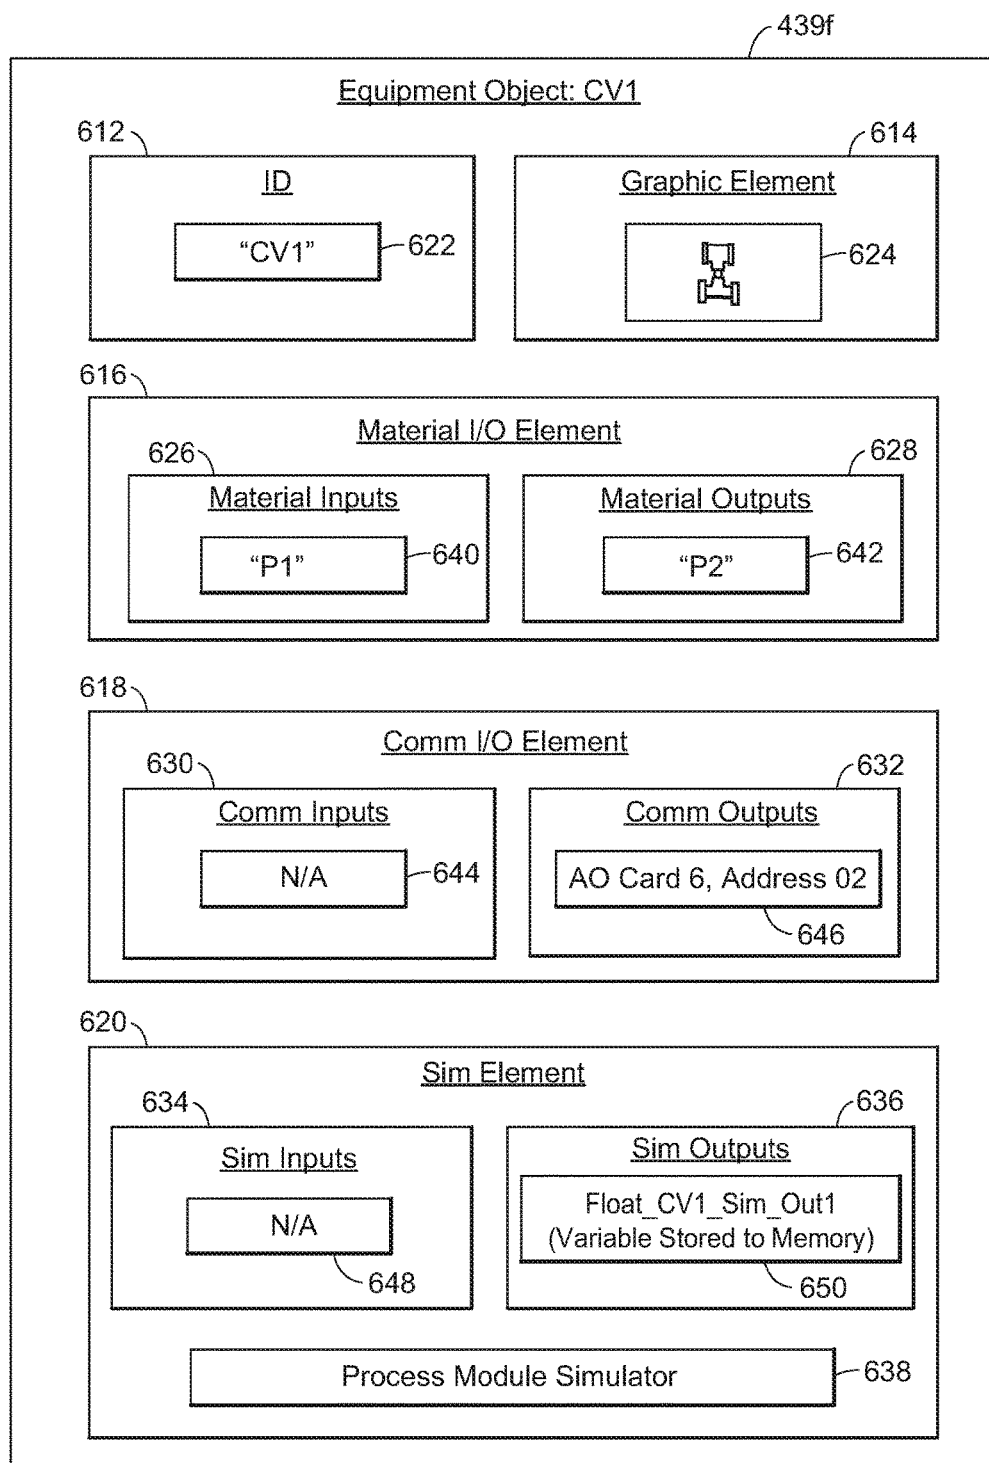 439f
Equipment Object: CV1
612
614
ID
Graphic Element
“CV1”
622
624
616
Material I/O Element
626
628
Material Inputs
Material Outputs
“P1”
640
“P2”
642
618
Comm I/O Element
630
632
Comm Inputs
Comm Outputs
N/A
644
AO Card 6, Address 02
646
620
Sim Element
634
636
Sim Inputs
Sim Outputs
N/A
648
Float_CV1_Sim_Out1
(Variable Stored to Memory)
650
Process Module Simulator
638